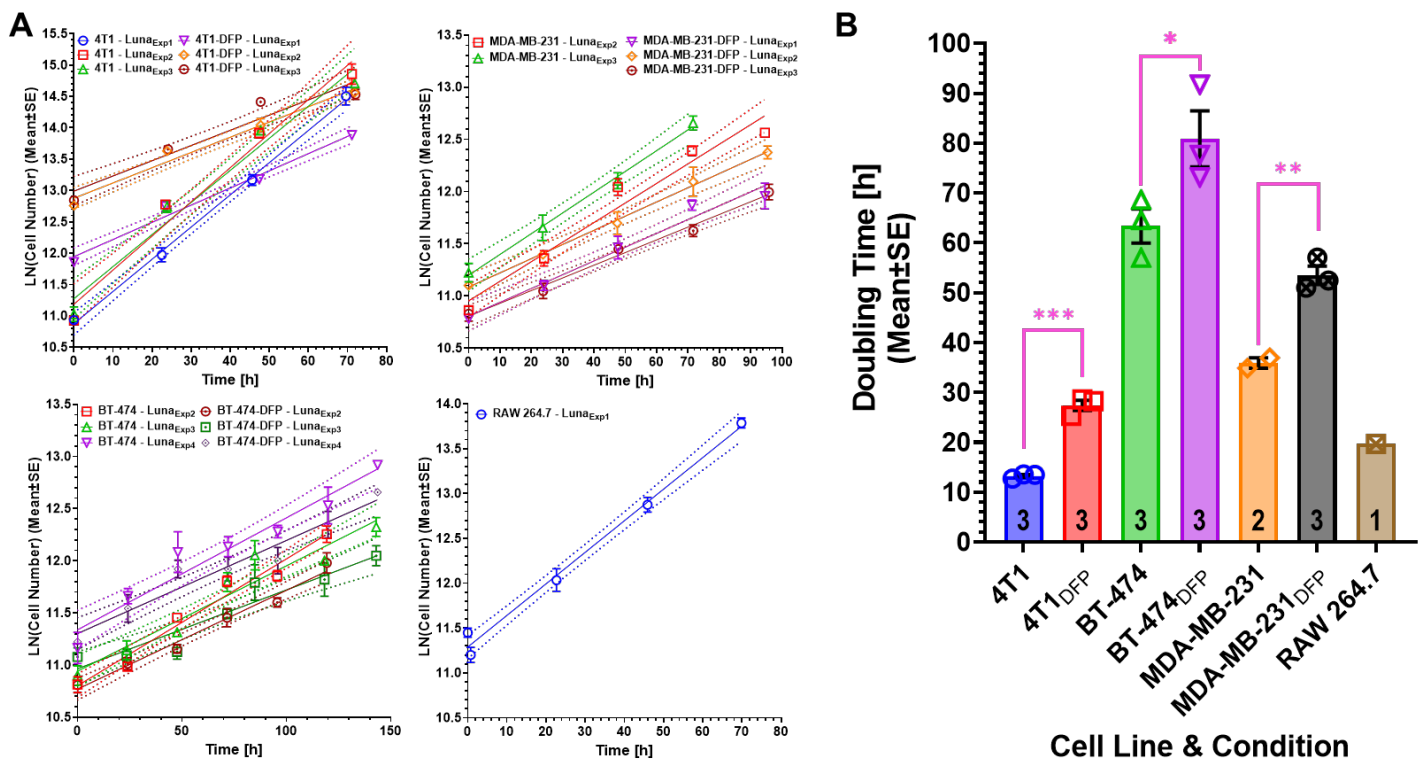 A
4T1 - LunaExp1
4T1 - LunaExp2
4T1 - LunaExp3
4T1-DFP - LunaExp1
4T1-DFP - LunaExp2
4T1-DFP - LunaExp3
LN(Cell Number) (Mean±SE)
15.5
15.0
14.5
14.0
13.5
13.0
12.5
12.0
11.5
11.0
10.5
0 10 20 30 40 50 60 70 80
Time [h]
MDA-MB-231 - LunaExp2
MDA-MB-231 - LunaExp3
MDA-MB-231-DFP - LunaExp1
MDA-MB-231-DFP - LunaExp2
MDA-MB-231-DFP - LunaExp3
LN(Cell Number) (Mean±SE)
13.5
13.0
12.5
12.0
11.5
11.0
10.5
0 10 20 30 40 50 60 70 80 90 100
Time [h]
BT-474 - LunaExp2
BT-474 - LunaExp3
BT-474 - LunaExp4
BT-474-DFP - LunaExp2
BT-474-DFP - LunaExp3
BT-474-DFP - LunaExp4
LN(Cell Number) (Mean±SE)
13.5
13.0
12.5
12.0
11.5
11.0
10.5
0 50 100 150
Time [h]
RAW 264.7 - LunaExp1
LN(Cell Number) (Mean±SE)
14.0
13.5
13.0
12.5
12.0
11.5
11.0
10.5
0 10 20 30 40 50 60 70 80
Time [h]
B
Doubling Time [h]
(Mean±SE)
100
90
80
70
60
50
40
30
20
10
0
***
*
**
3 3 3 3 2 3 1
4T1
4T1DFP
BT-474
BT-474DFP
MDA-MB-231
MDA-MB-231DFP
RAW 264.7
Cell Line & Condition